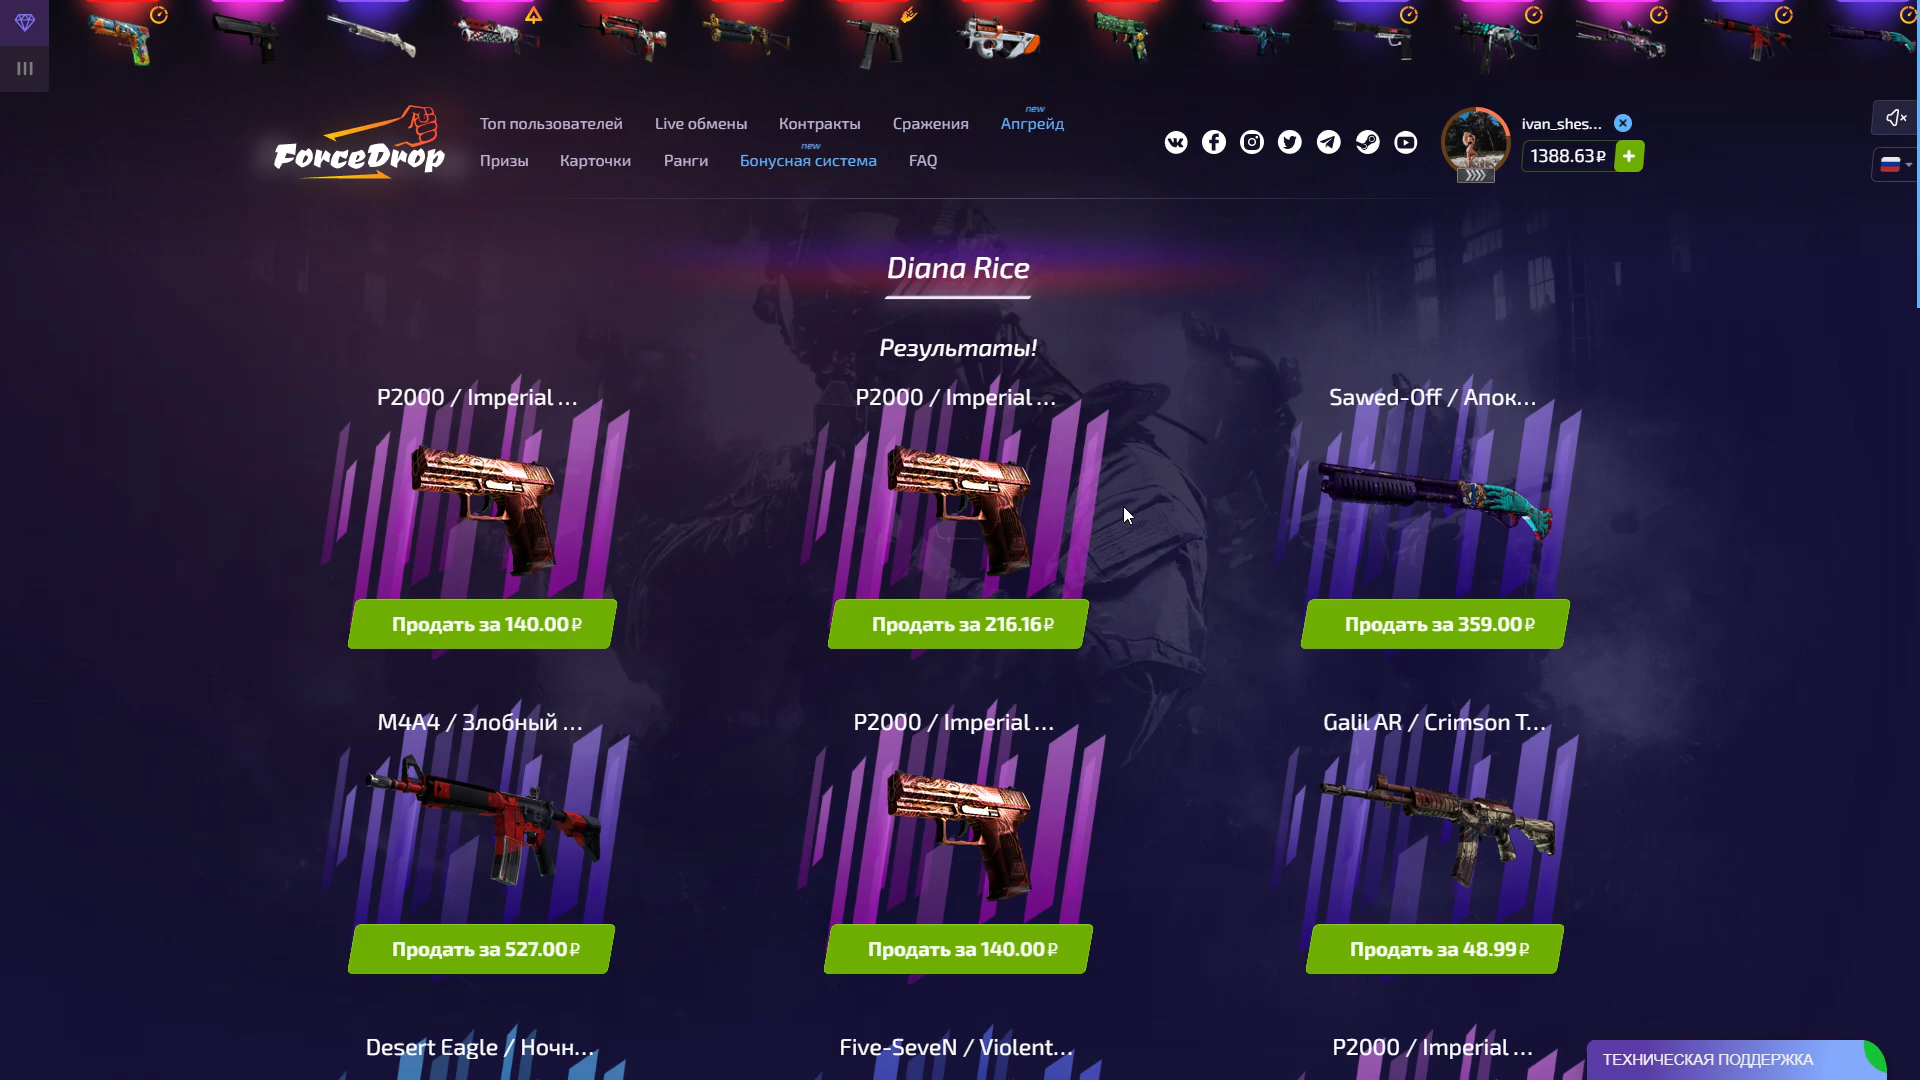 ForceDrop
Топ пользователей
Live обмены
Контракты
Сражения
new
Апгрейд
Призы
Карточки
Ранги
new
Бонусная система
FAQ
ivan_shes...
1388.63₽
Diana Rice
Результаты!
P2000 / Imperial ...
P2000 / Imperial ...
Sawed-Off / Апок...
Продать за 140.00₽
Продать за 216.16₽
Продать за 359.00₽
M4A4 / Злобный ...
P2000 / Imperial ...
Galil AR / Crimson T...
Продать за 527.00₽
Продать за 140.00₽
Продать за 48.99₽
Desert Eagle / Ночн...
Five-SeveN / Violent...
P2000 / Imperial ...
ТЕХНИЧЕСКАЯ ПОДДЕРЖКА